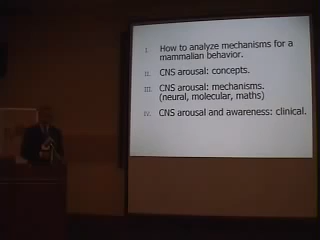 I. How to analyze mechanisms for a
mammalian behavior.
II. CNS arousal: concepts.
III. CNS arousal: mechanisms.
(neural, molecular, maths)
IV. CNS arousal and awareness: clinical.